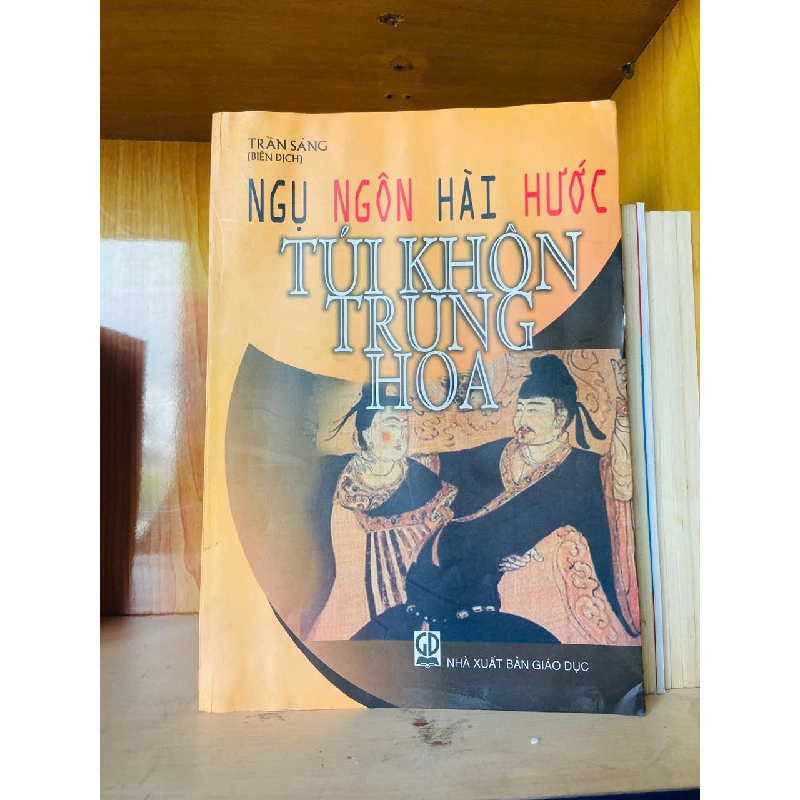 TRẦN SÁNG
(BIÊN DỊCH)
NGỤ NGÔN HÀI HƯỚC
TÚI KHÔN
TRUNG
HOA
GD
NHÀ XUẤT BẢN GIÁO DỤC